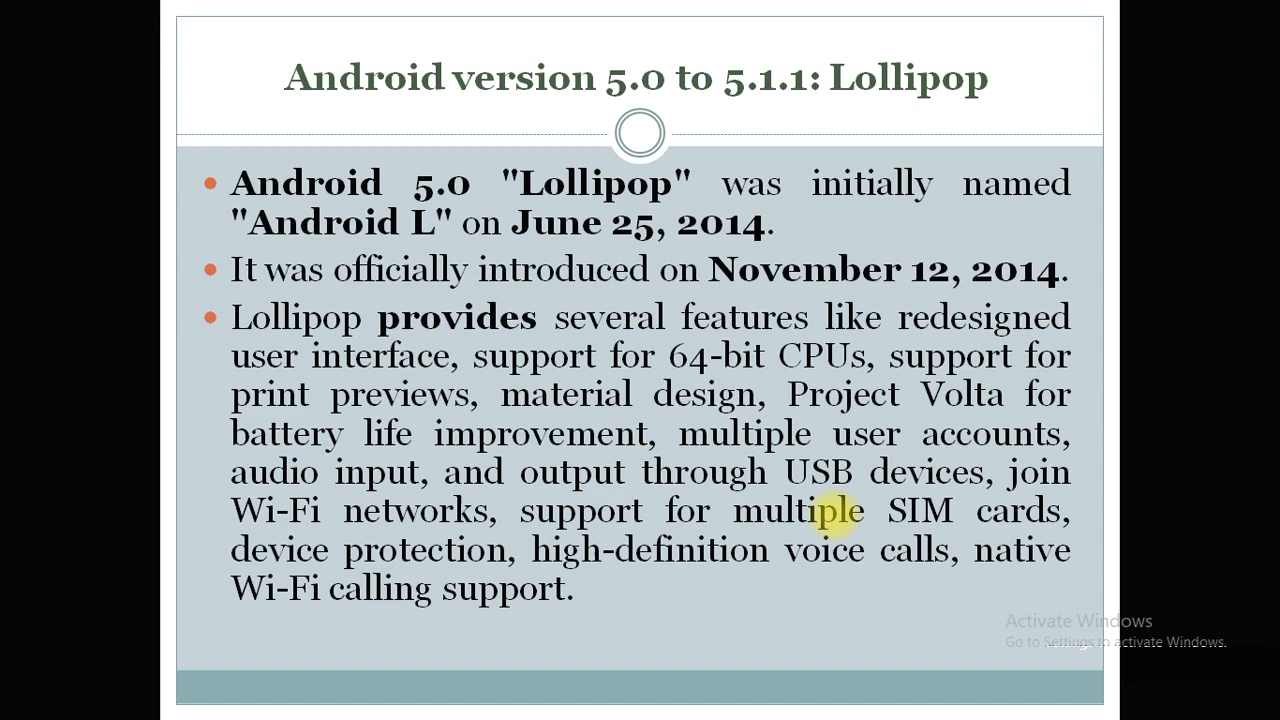 Android version 5.0 to 5.1.1: Lollipop
• Android 5.0 "Lollipop" was initially named
"Android L" on June 25, 2014.
• It was officially introduced on November 12, 2014.
• Lollipop provides several features like redesigned
user interface, support for 64-bit CPUs, support for
print previews, material design, Project Volta for
battery life improvement, multiple user accounts,
audio input, and output through USB devices, join
Wi-Fi networks, support for multiple SIM cards,
device protection, high-definition voice calls, native
Wi-Fi calling support.
Activate Windows
Go to Settings to activate Windows.